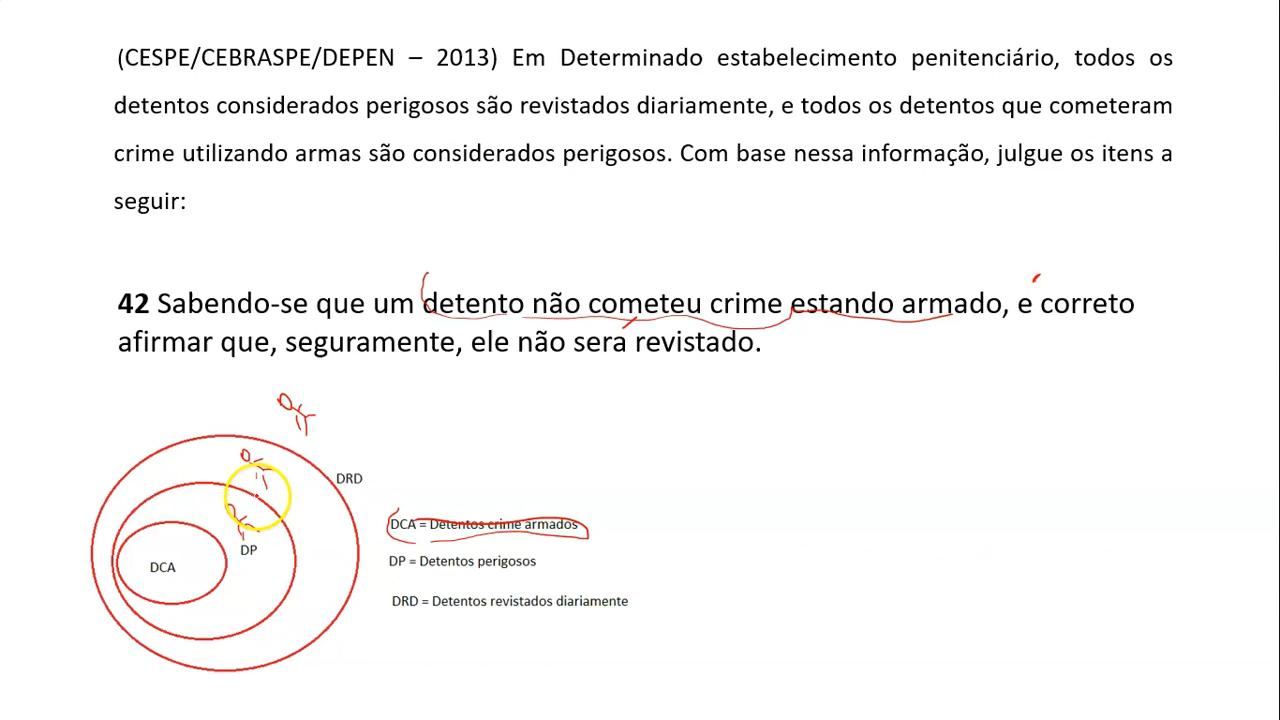 (CESPE/CEBRASPE/DEPEN – 2013) Em Determinado estabelecimento penitenciário, todos os
detentos considerados perigosos são revistados diariamente, e todos os detentos que cometeram
crime utilizando armas são considerados perigosos. Com base nessa informação, julgue os itens a
seguir:
42 Sabendo-se que um detento não cometeu crime estando armado, e correto
afirmar que, seguramente, ele não sera revistado.
DRD
DCA = Detentos crime armados
DP
DP = Detentos perigosos
DCA
DRD = Detentos revistados diariamente